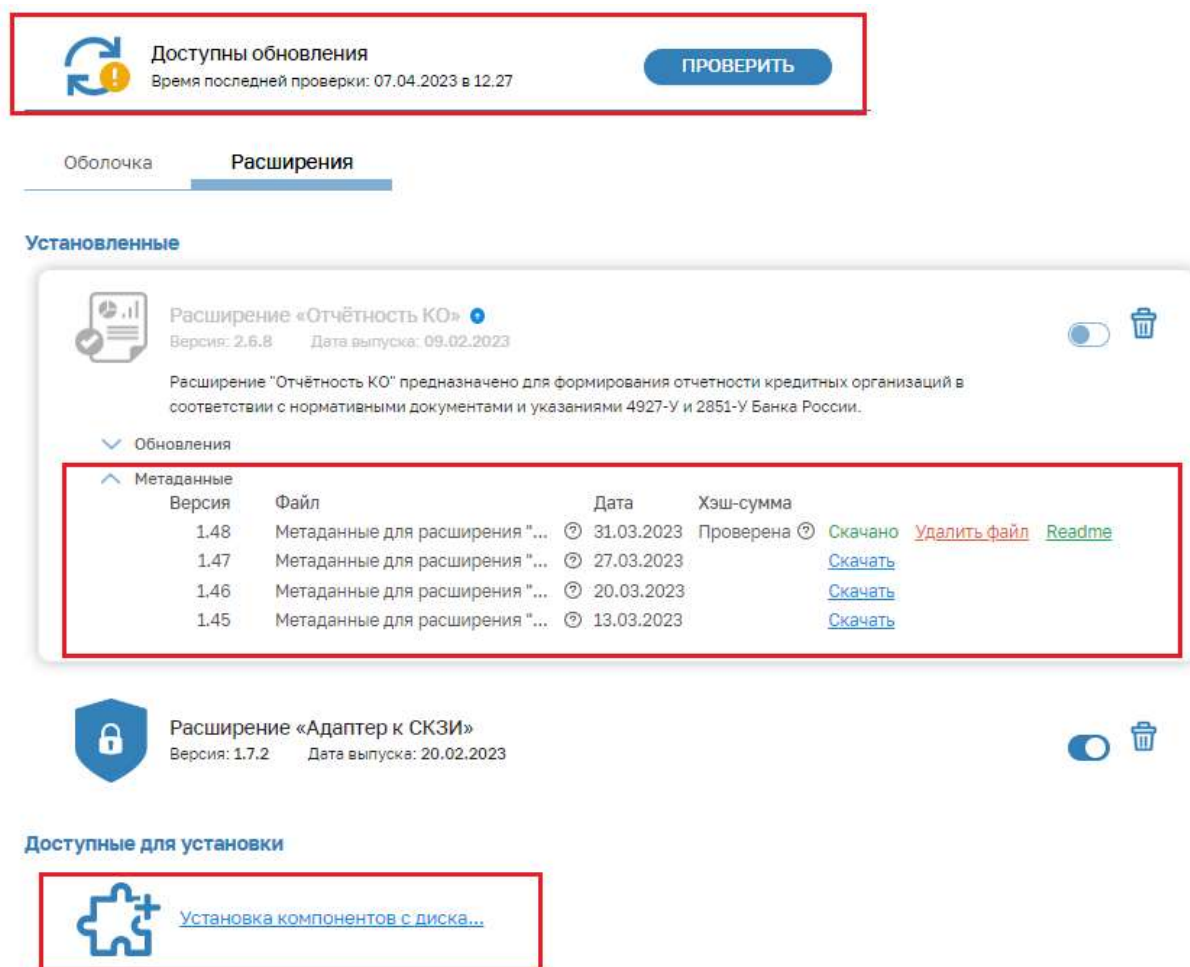 Доступны обновления
Время последней проверки: 07.04.2023 в 12.27
ПРОВЕРИТЬ
Оболочка Расширения
Установленные
Расширение «Отчётность КО»
Версия: 2.6.8 Дата выпуска: 09.02.2023
Расширение "Отчётность КО" предназначено для формирования отчетности кредитных организаций в
соответствии с нормативными документами и указаниями 4927-У и 2851-У Банка России.
Обновления
Метаданные
Версия Файл Дата Хэш-сумма
1.48 Метаданные для расширения "... 31.03.2023 Проверена Скачано Удалить файл Readme
1.47 Метаданные для расширения "... 27.03.2023 Скачать
1.46 Метаданные для расширения "... 20.03.2023 Скачать
1.45 Метаданные для расширения "... 13.03.2023 Скачать
Расширение «Адаптер к СКЗИ»
Версия: 1.7.2 Дата выпуска: 20.02.2023
Доступные для установки
Установка компонентов с диска...